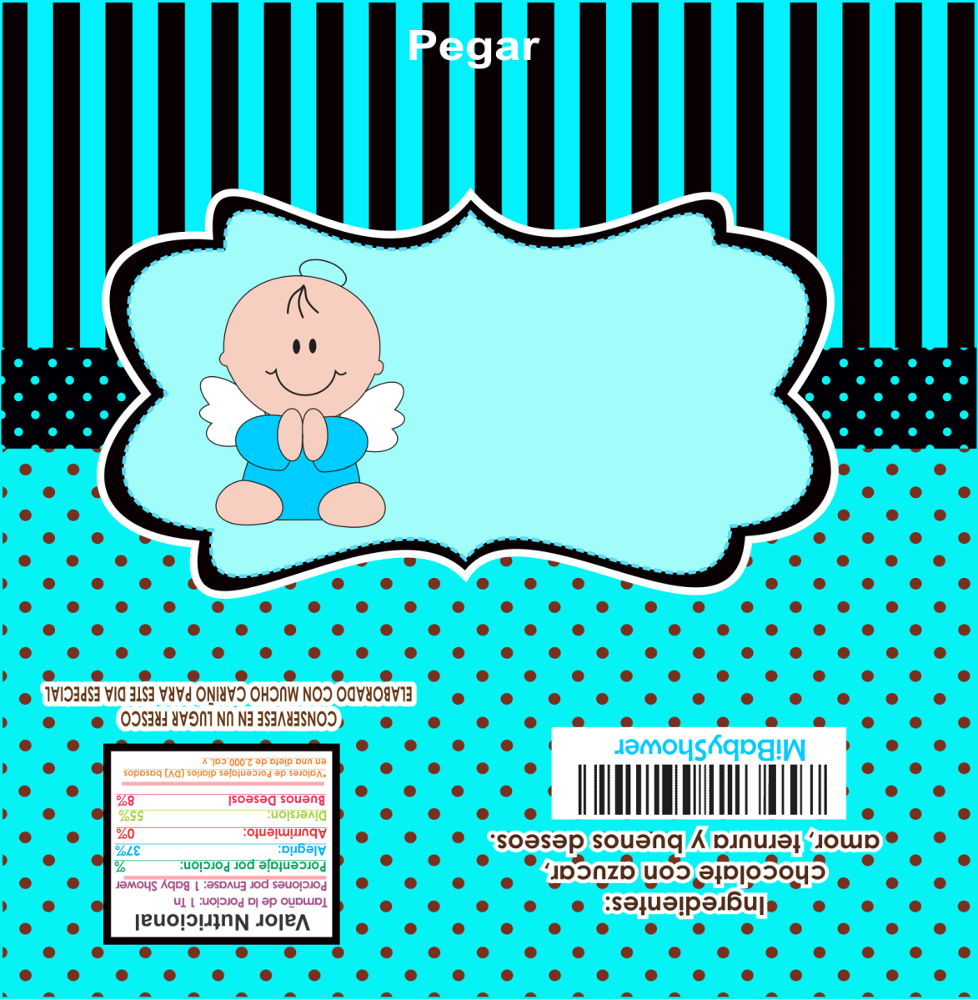 Pegar
Valor Nutricional
Tamaño de la Porcion: 1 Tn
Porciones por Envase: 1 Baby Shower
Porcentaje por Porcion: %
Alegria: 37%
Aburrimiento: 0%
Diversion: 55%
Buenos Deseos! 8%
*Valores de Porcentajes diarios (DV) basados
en una dieta de 2.000 cal. v
CONSERVESE EN UN LUGAR FRESCO
ELABORADO CON MUCHO CARIÑO PARA ESTE DIA ESPECIAL
Ingredientes:
chocolate con azucar,
amor, ternura y buenos deseos.
MiBabyShower